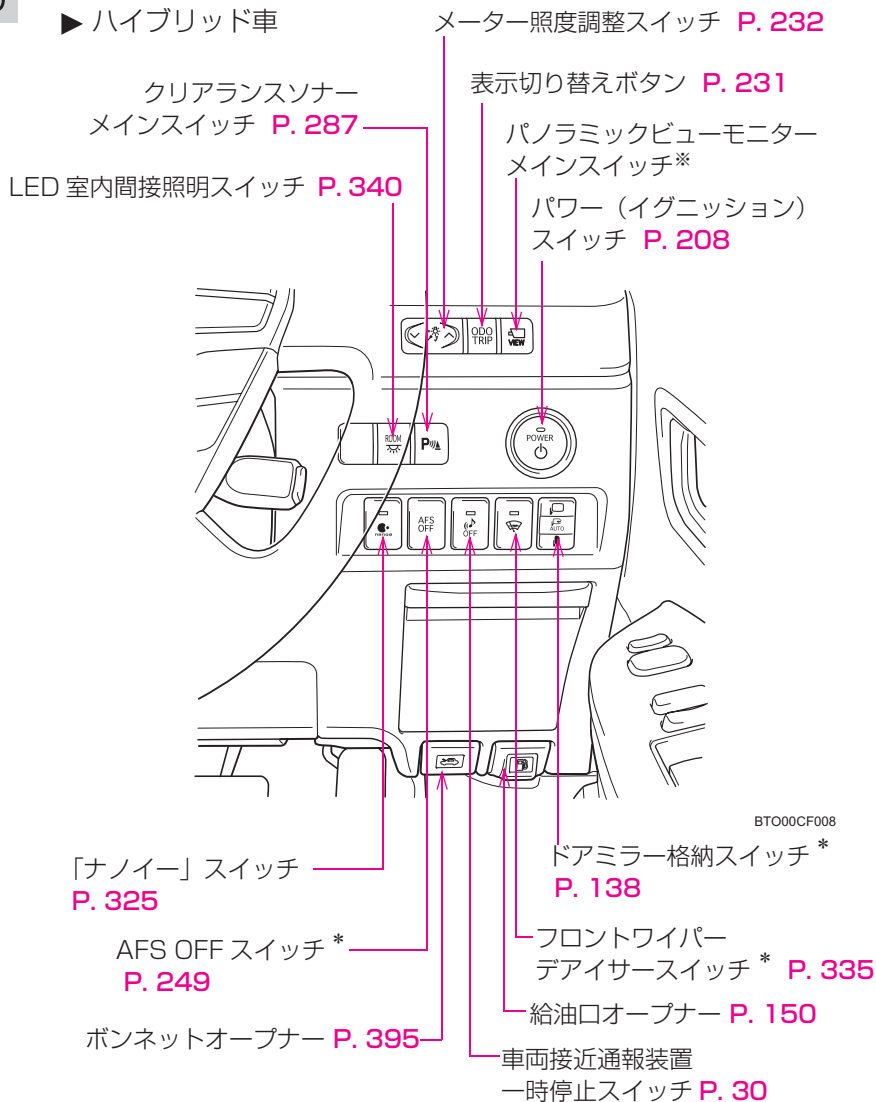 ▶ ハイブリッド車
メーター照度調整スイッチ P. 232
表示切り替えボタン P. 231
クリアランスソナー
メインスイッチ P. 287
パノラミックビューモニター
メインスイッチ※
LED 室内間接照明スイッチ P. 340
パワー（イグニッション）
スイッチ P. 208
ODO
TRIP
VIEW
ROOM
P
POWER
AFS
OFF
OFF
AUTO
nanoe
BTO00CF008
「ナノイー」スイッチ
P. 325
ドアミラー格納スイッチ*
P. 138
AFS OFF スイッチ*
P. 249
フロントワイパー
デアイサースイッチ* P. 335
給油口オープナー P. 150
ボンネットオープナー P. 395
車両接近通報装置
一時停止スイッチ P. 30